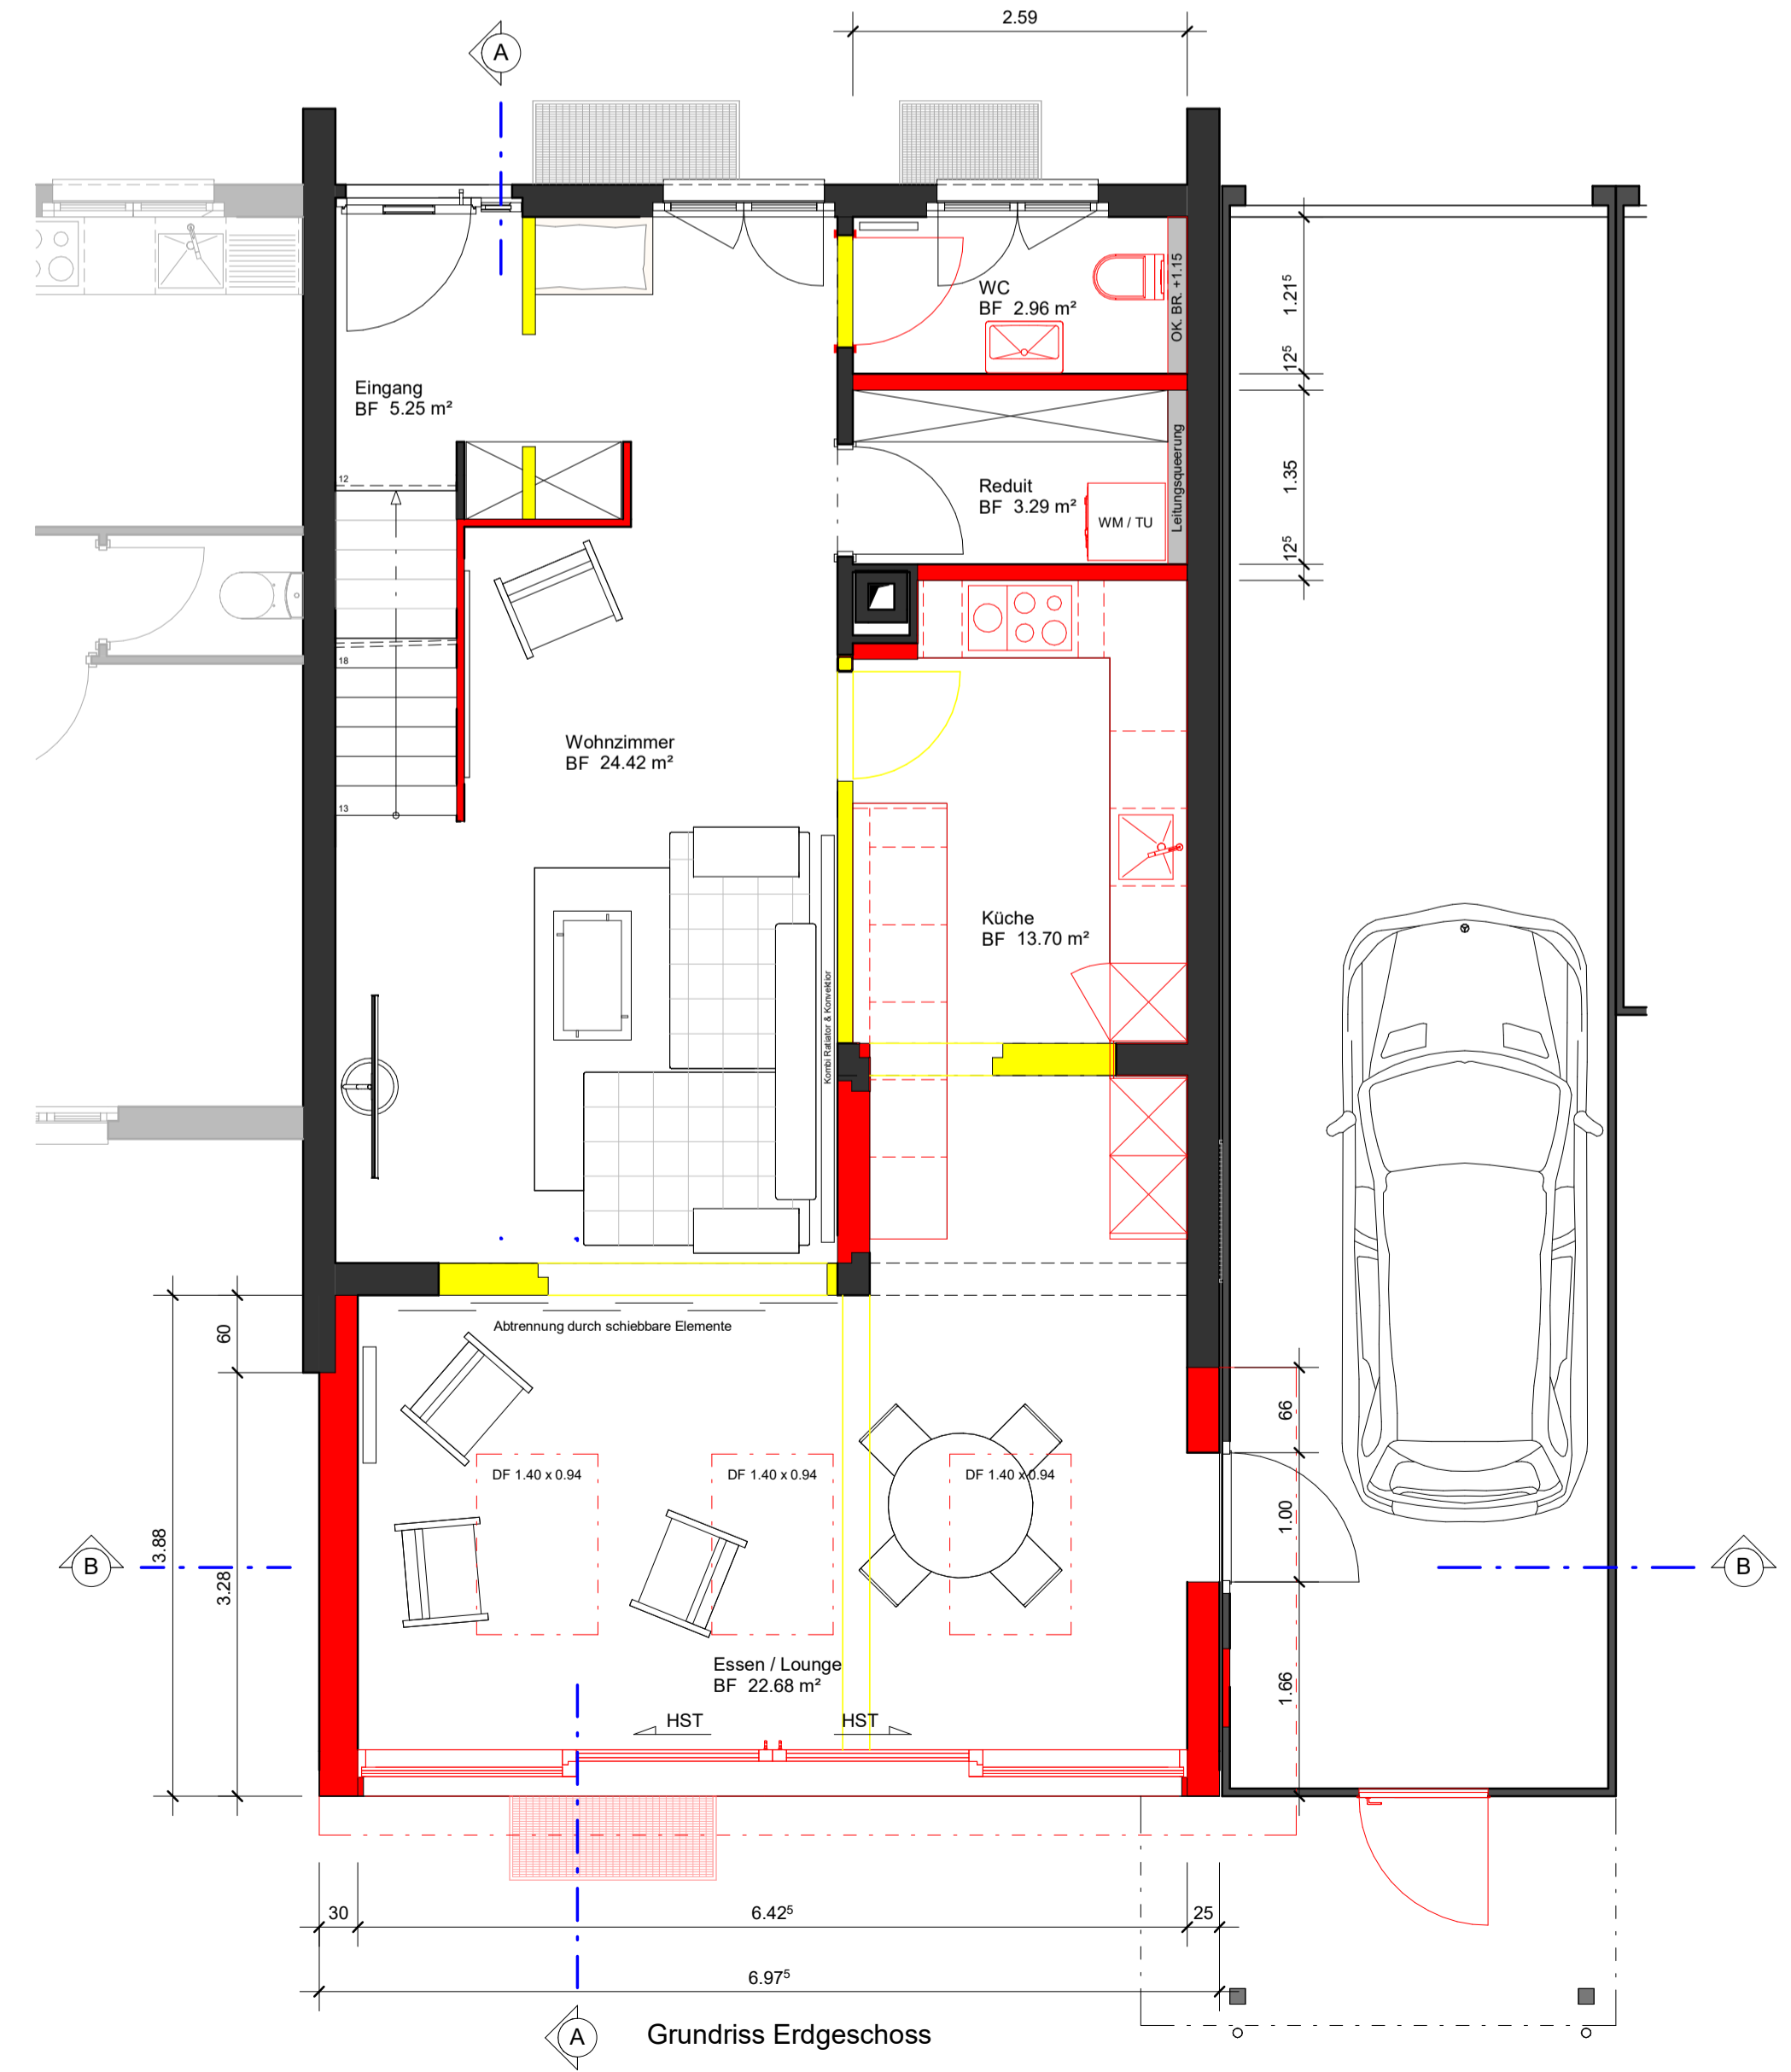 2.59
A
WC
BF 2.96 m²
OK. BR. +1.15
1.21⁵
12⁵
Eingang
BF 5.25 m²
Reduit
BF 3.29 m²
WM / TU
Leitungsqueerung
1.35
12⁵
12
18
13
Wohnzimmer
BF 24.42 m²
Küche
BF 13.70 m²
Kombi Ratiator & Konvektior
Abtrennung durch schiebbare Elemente
60
3.88
3.28
66
1.00
1.66
DF 1.40 x 0.94
DF 1.40 x 0.94
DF 1.40 x 0.94
B
B
Essen / Lounge
BF 22.68 m²
HST
HST
30
6.42⁵
25
6.97⁵
A
Grundriss Erdgeschoss